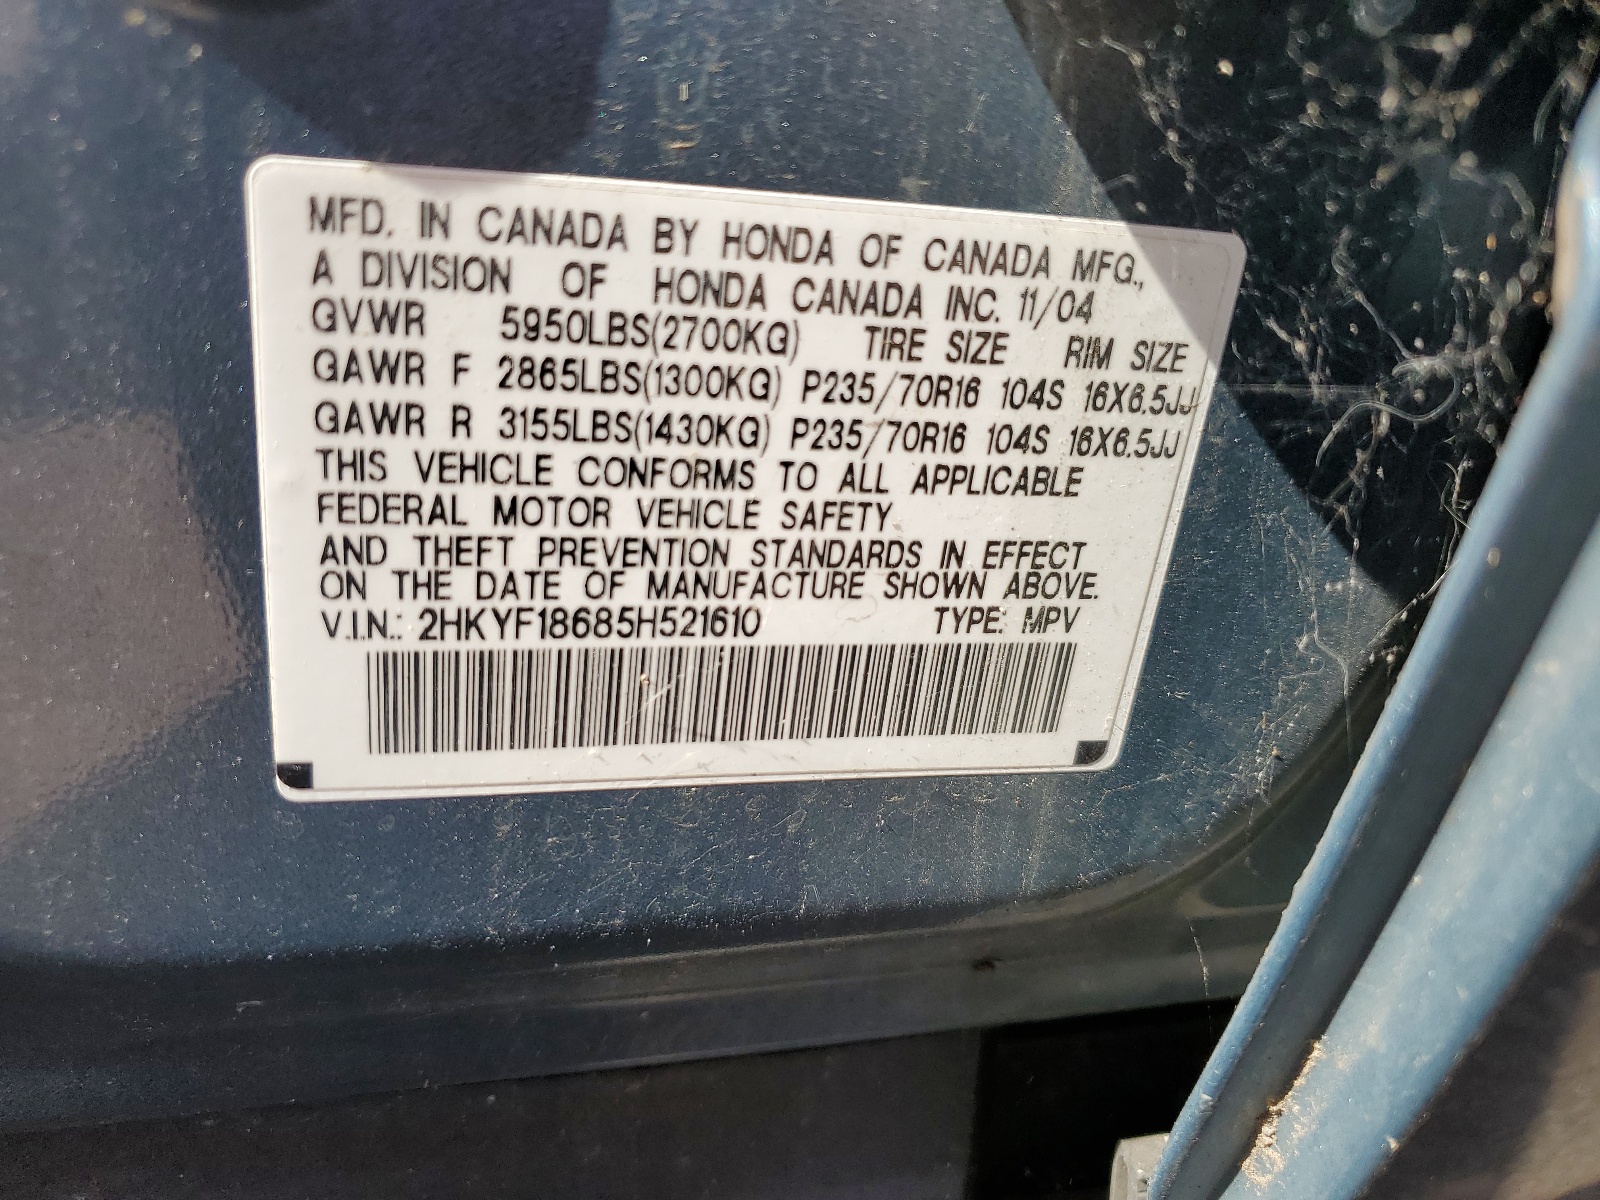 MFD. IN CANADA BY HONDA OF CANADA MFG.,
A DIVISION OF HONDA CANADA INC. 11/04
GVWR 5950LBS(2700KG) TIRE SIZE RIM SIZE
GAWR F 2865LBS(1300KG) P235/70R16 104S 16X6.5JJ
GAWR R 3155LBS(1430KG) P235/70R16 104S 16X6.5JJ
THIS VEHICLE CONFORMS TO ALL APPLICABLE
FEDERAL MOTOR VEHICLE SAFETY
AND THEFT PREVENTION STANDARDS IN EFFECT
ON THE DATE OF MANUFACTURE SHOWN ABOVE.
V.I.N.: 2HKYF18685H521610 TYPE: MPV